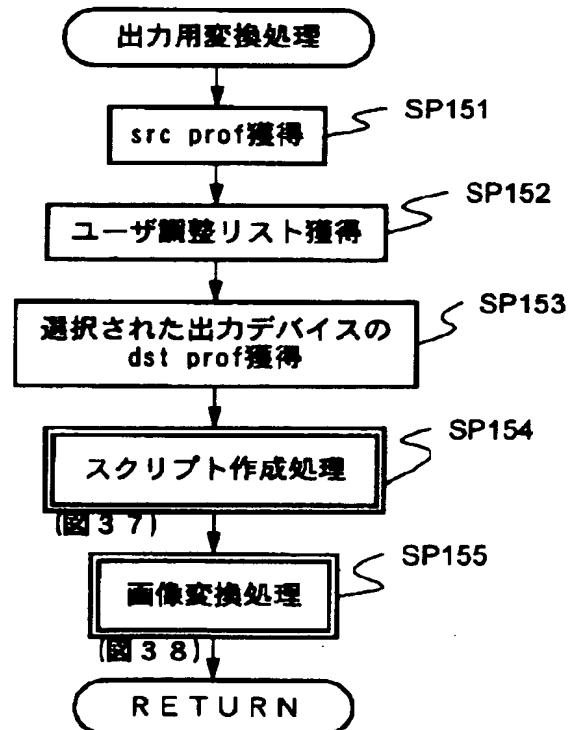 出力用変換処理
SP151
src prof獲得
SP152
ユーザ調整リスト獲得
SP153
選択された出力デバイスの
dst prof獲得
SP154
スクリプト作成処理
(図37)
SP155
画像変換処理
(図38)
RETURN